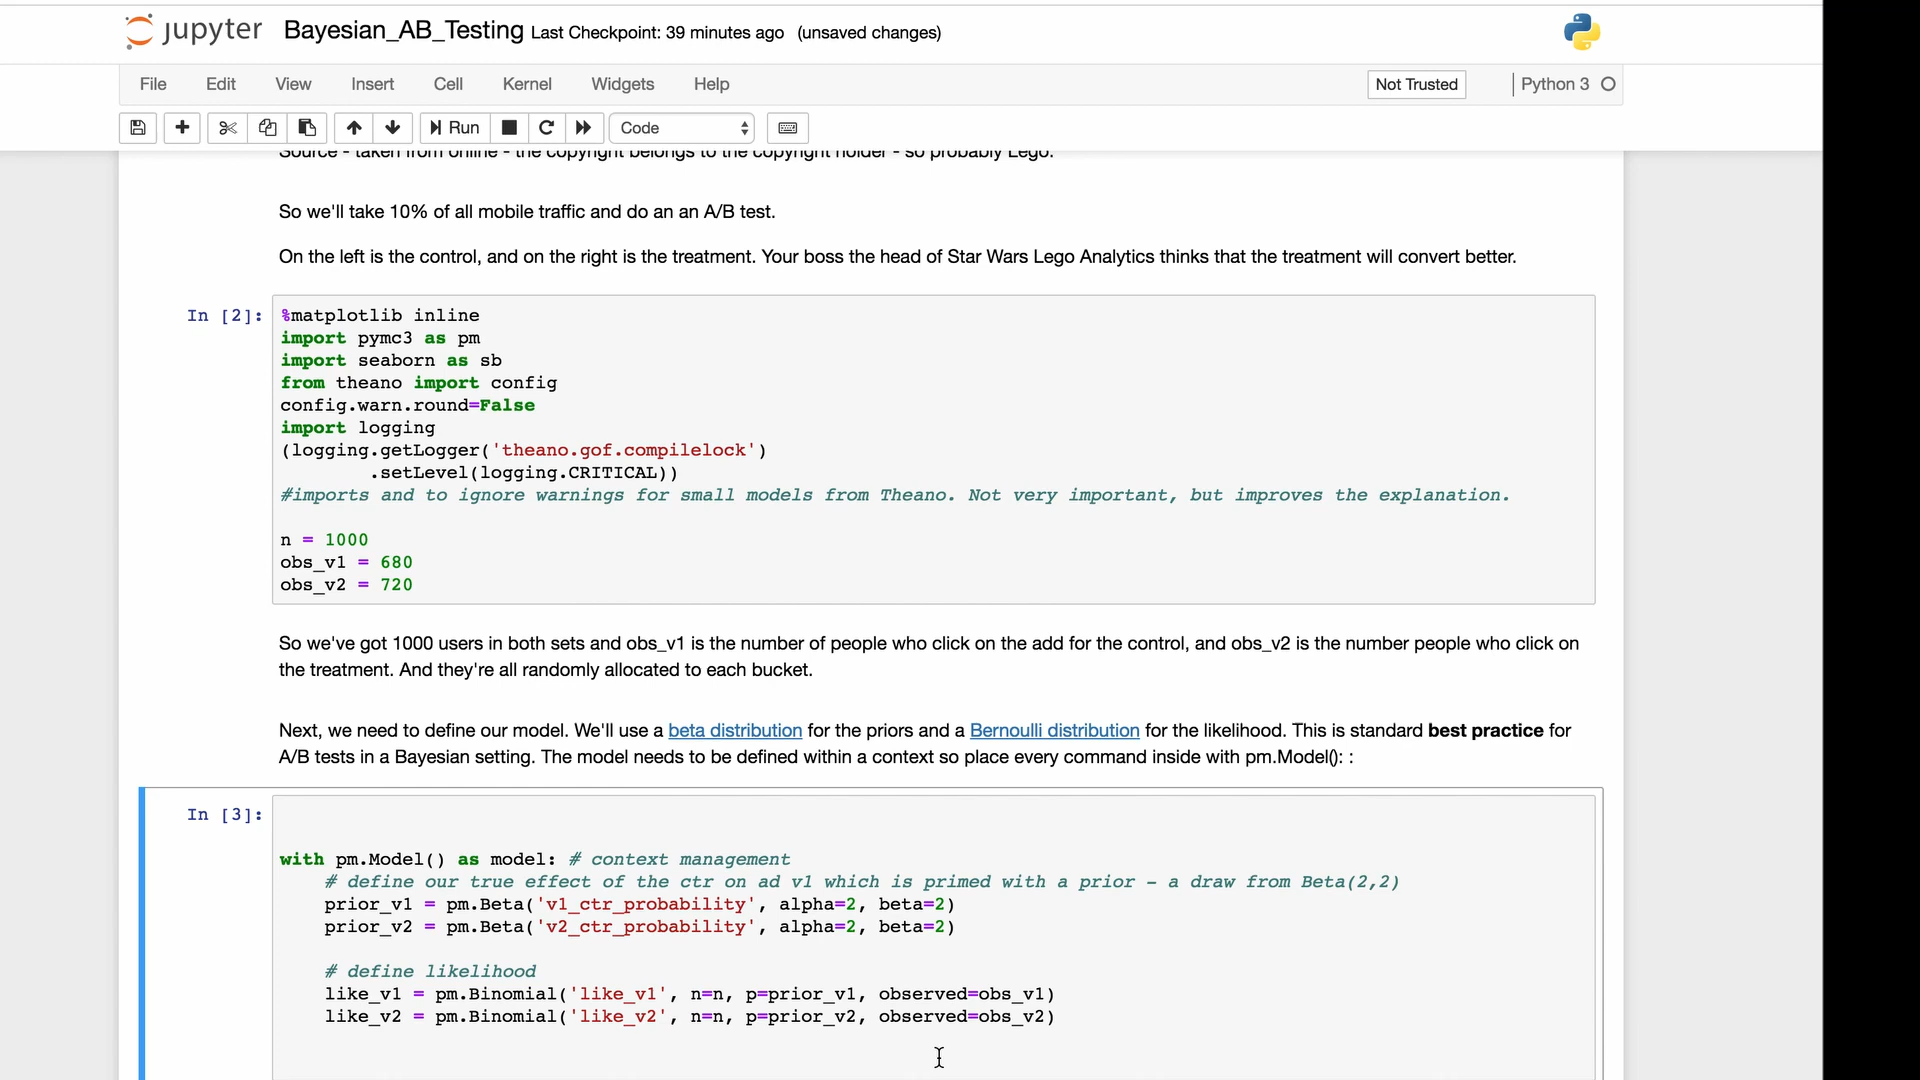 jupyter Bayesian_AB_Testing Last Checkpoint: 39 minutes ago (unsaved changes)
File Edit View Insert Cell Kernel Widgets Help Not Trusted Python 3
Run Code
Source - taken from online - the copyright belongs to the copyright holder - so probably Lego.
So we'll take 10% of all mobile traffic and do an an A/B test.
On the left is the control, and on the right is the treatment. Your boss the head of Star Wars Lego Analytics thinks that the treatment will convert better.
In [2]:
%matplotlib inline
import pymc3 as pm
import seaborn as sb
from theano import config
config.warn.round=False
import logging
(logging.getLogger('theano.gof.compilelock')
        .setLevel(logging.CRITICAL))
#imports and to ignore warnings for small models from Theano. Not very important, but improves the explanation.
n = 1000
obs_v1 = 680
obs_v2 = 720
So we've got 1000 users in both sets and obs_v1 is the number of people who click on the add for the control, and obs_v2 is the number people who click on
the treatment. And they're all randomly allocated to each bucket.
Next, we need to define our model. We'll use a beta distribution for the priors and a Bernoulli distribution for the likelihood. This is standard best practice for
A/B tests in a Bayesian setting. The model needs to be defined within a context so place every command inside with pm.Model(): :
In [3]:
with pm.Model() as model: # context management
    # define our true effect of the ctr on ad v1 which is primed with a prior – a draw from Beta(2,2)
    prior_v1 = pm.Beta('v1_ctr_probability', alpha=2, beta=2)
    prior_v2 = pm.Beta('v2_ctr_probability', alpha=2, beta=2)
    # define likelihood
    like_v1 = pm.Binomial('like_v1', n=n, p=prior_v1, observed=obs_v1)
    like_v2 = pm.Binomial('like_v2', n=n, p=prior_v2, observed=obs_v2)